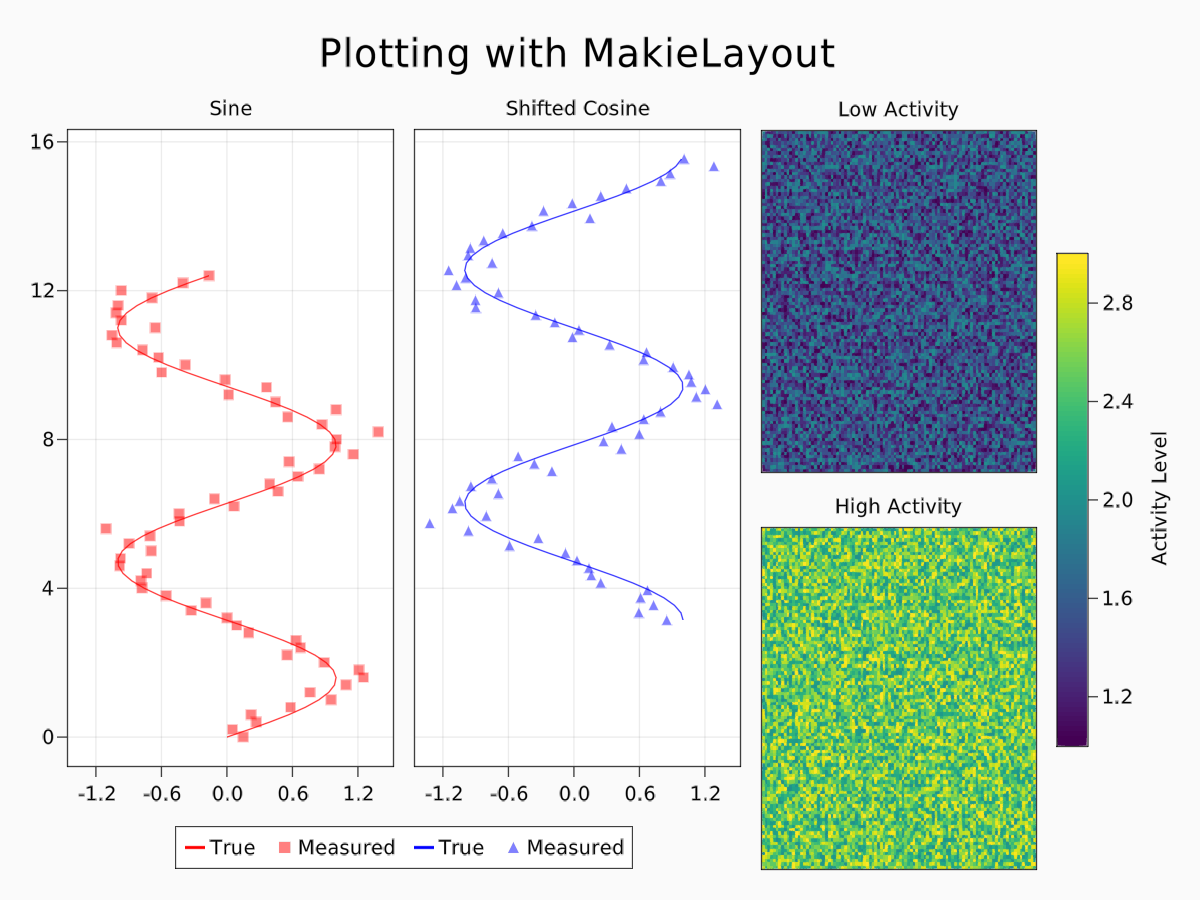 Plotting with MakieLayout
Sine
Shifted Cosine
Low Activity
16
12
8
4
0
-1.2 -0.6 0.0 0.6 1.2
-1.2 -0.6 0.0 0.6 1.2
High Activity
2.8
2.4
2.0
1.6
1.2
Activity Level
True Measured True Measured